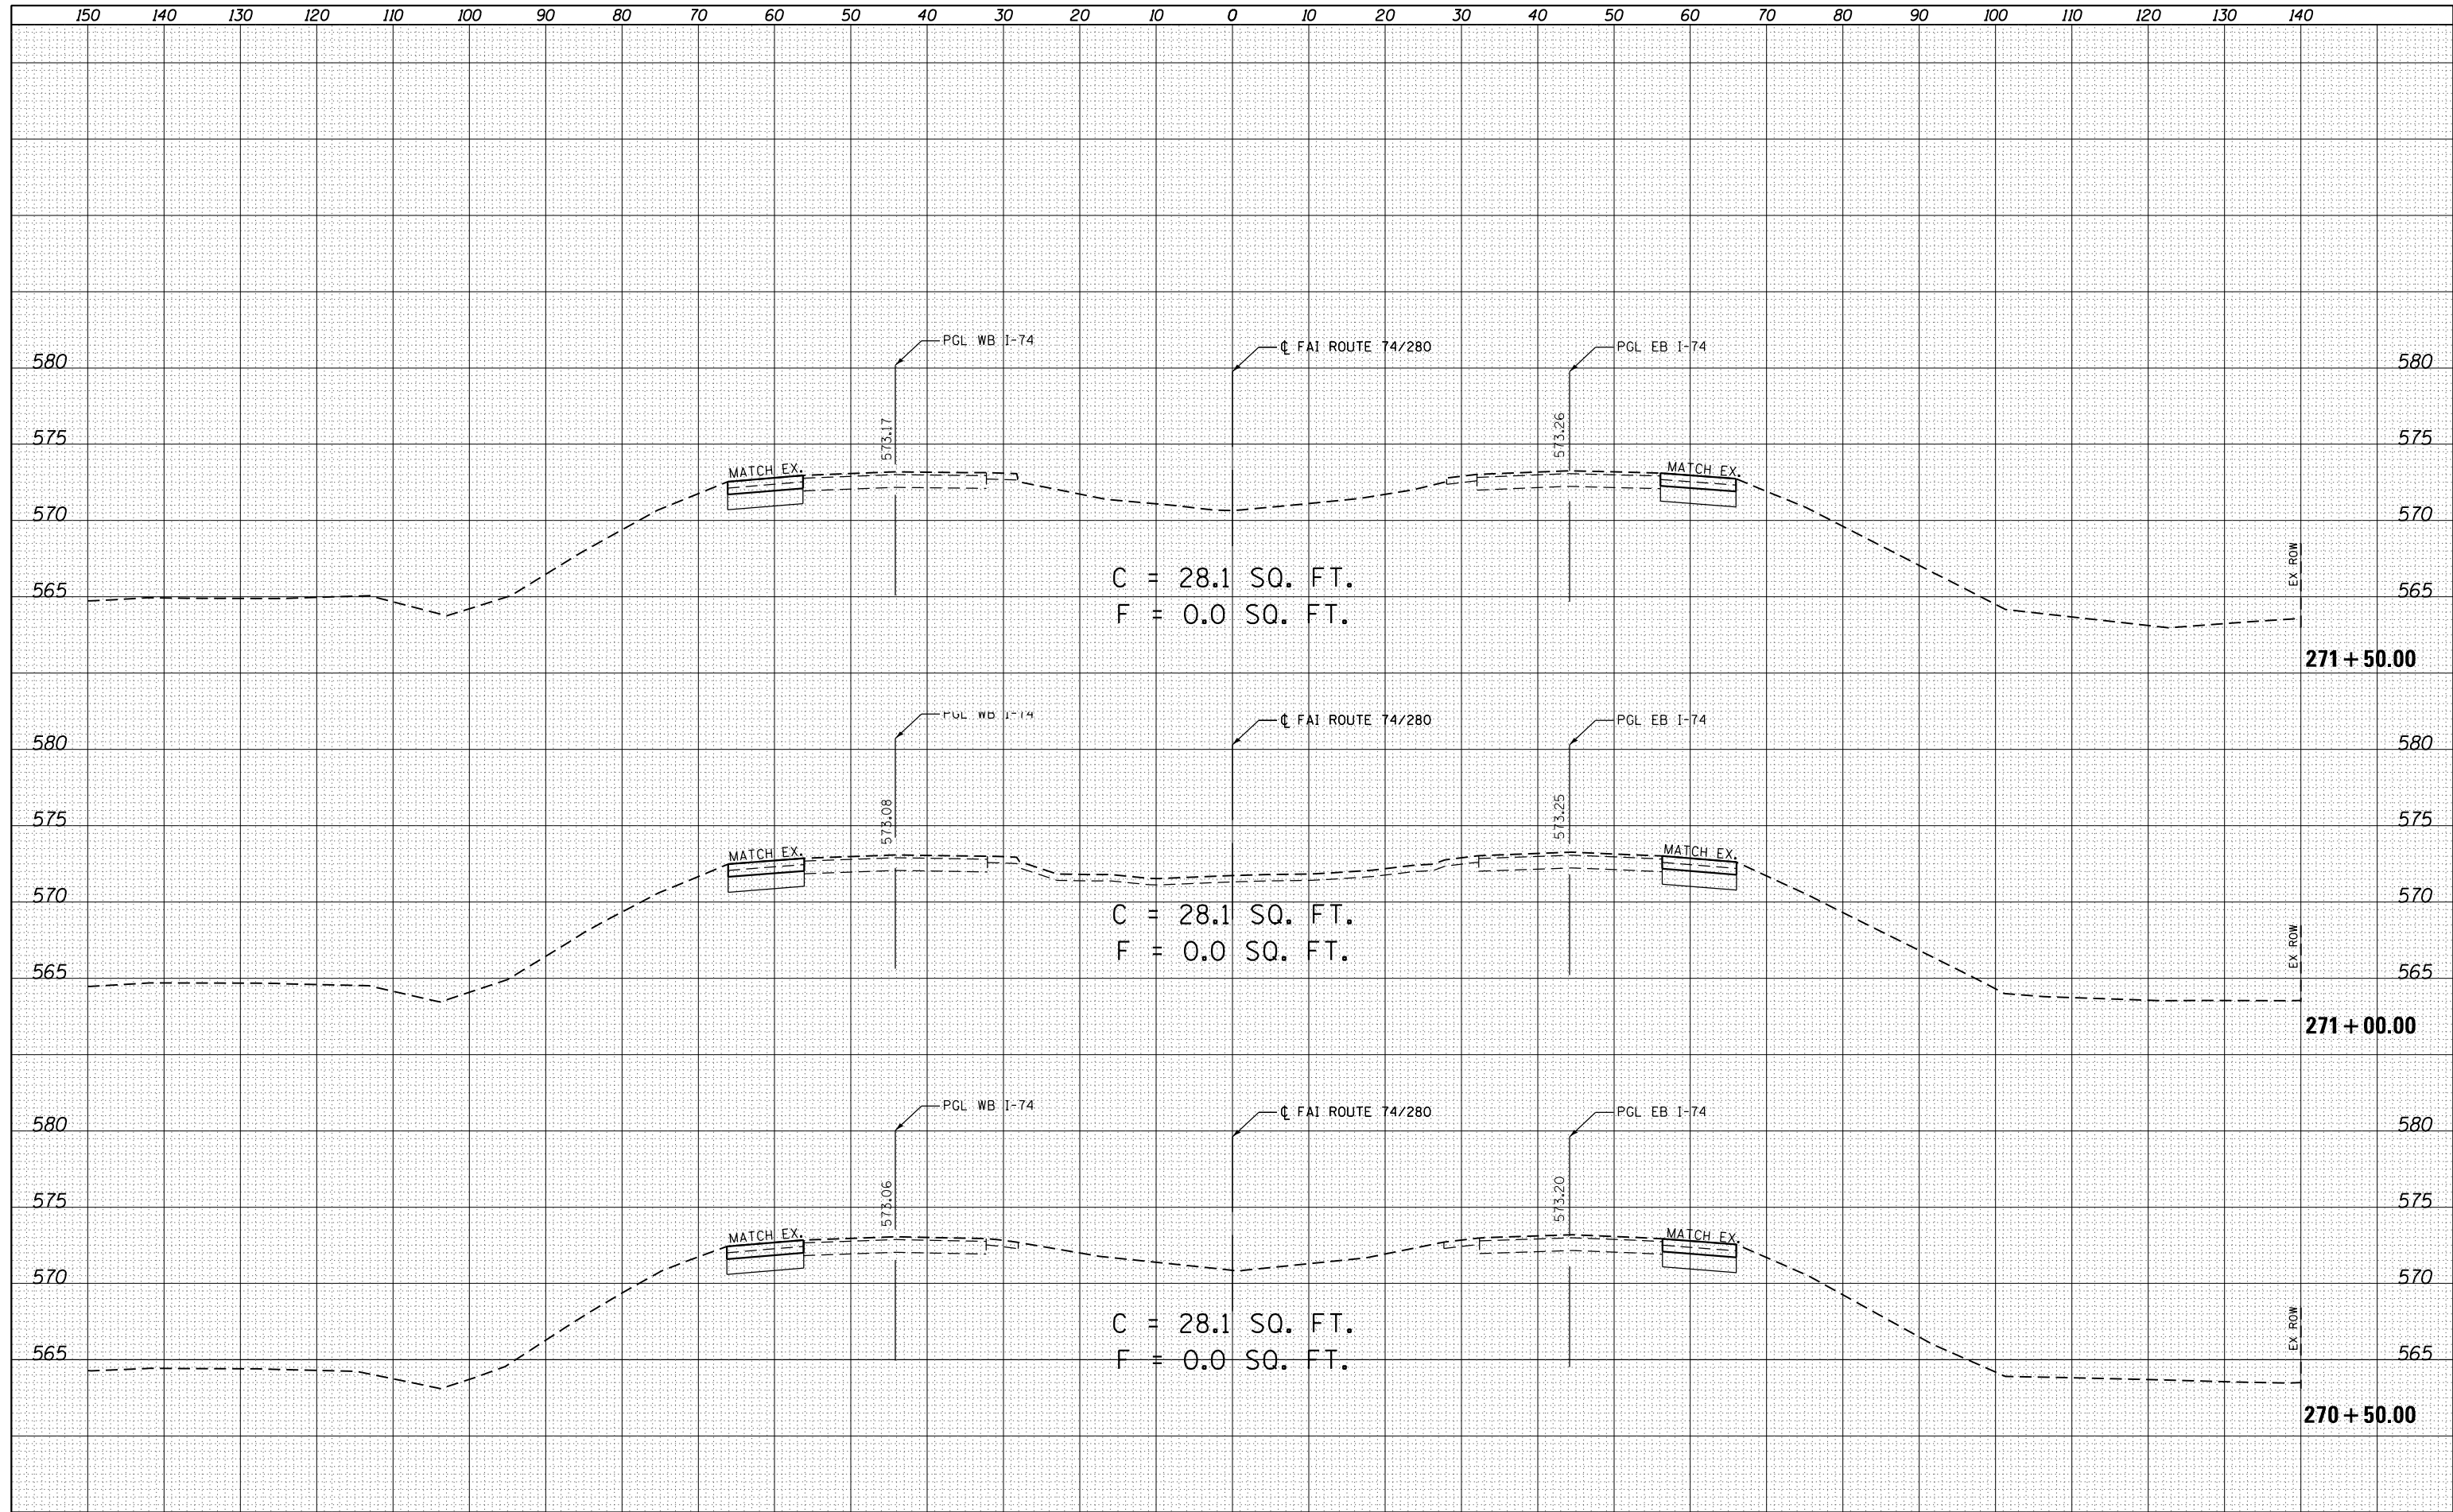 150 140 130 120 110 100 90 80 70 60 50 40 30 20 10 0 10 20 30 40 50 60 70 80 90 100 110 120 130 140
PGL WB I-74
℄ FAI ROUTE 74/280
PGL EB I-74
580 580
573.17
573.26
575 575
MATCH EX.
MATCH EX.
570 570
EX ROW
C = 28.1 SQ. FT.
565 565
F = 0.0 SQ. FT.
271+50.00
PGL WB I-74
℄ FAI ROUTE 74/280
PGL EB I-74
580 580
573.08
573.25
575 575
MATCH EX.
MATCH EX.
570 570
C = 28.1 SQ. FT.
EX ROW
F = 0.0 SQ. FT.
565 565
271+00.00
PGL WB I-74
℄ FAI ROUTE 74/280
PGL EB I-74
580 580
573.06
573.20
575 575
MATCH EX.
MATCH EX.
570 570
C = 28.1 SQ. FT.
EX ROW
565 565
F = 0.0 SQ. FT.
270+50.00